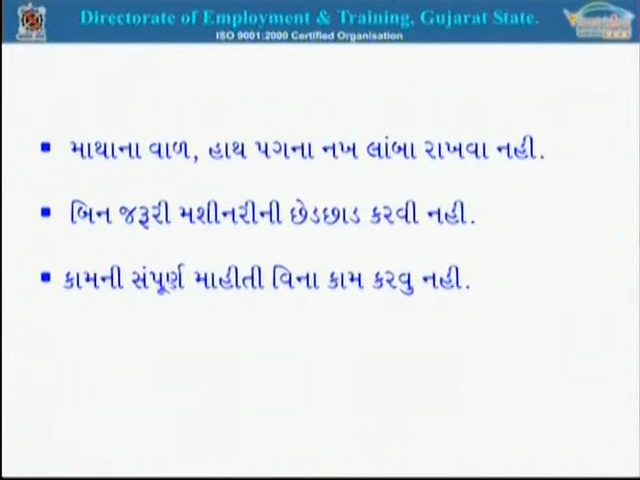 Directorate of Employment & Training, Gujarat State.
ISO 9001:2000 Certified Organisation
માથાના વાળ, હાથ પગના નખ લાંબા રાખવા નહી.
બિન જરૂરી મશીનરીની છેડછાડ કરવી નહી.
કામની સંપૂર્ણ માહીતી વિના કામ કરવુ નહી.